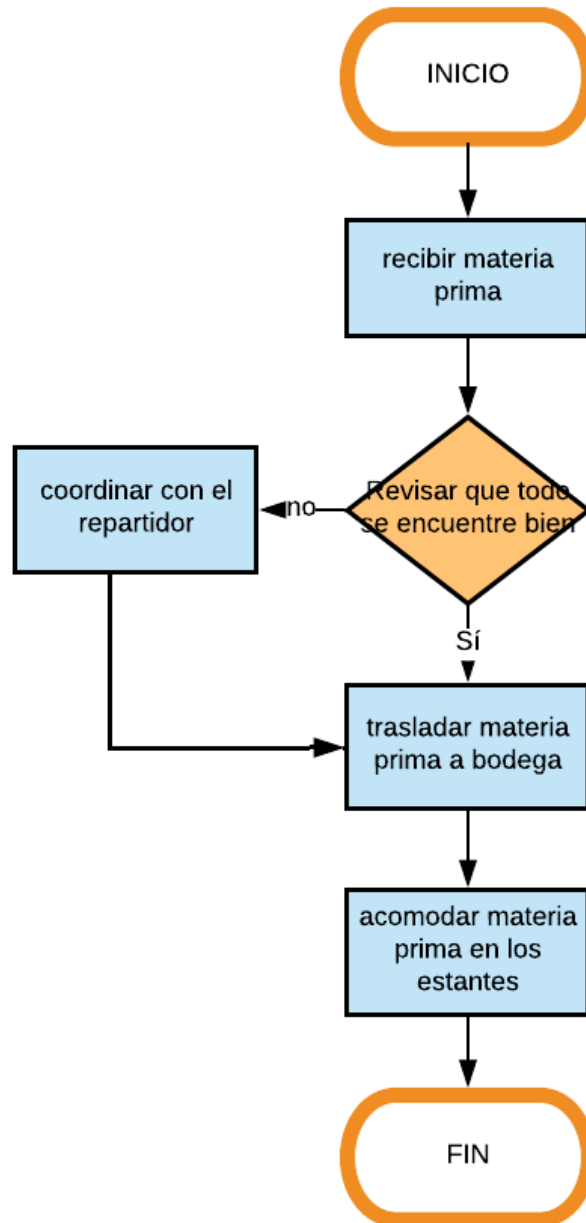 INICIO
recibir materia
prima
Revisar que todo
se encuentre bien
no
coordinar con el
repartidor
Sí
trasladar materia
prima a bodega
acomodar materia
prima en los
estantes
FIN